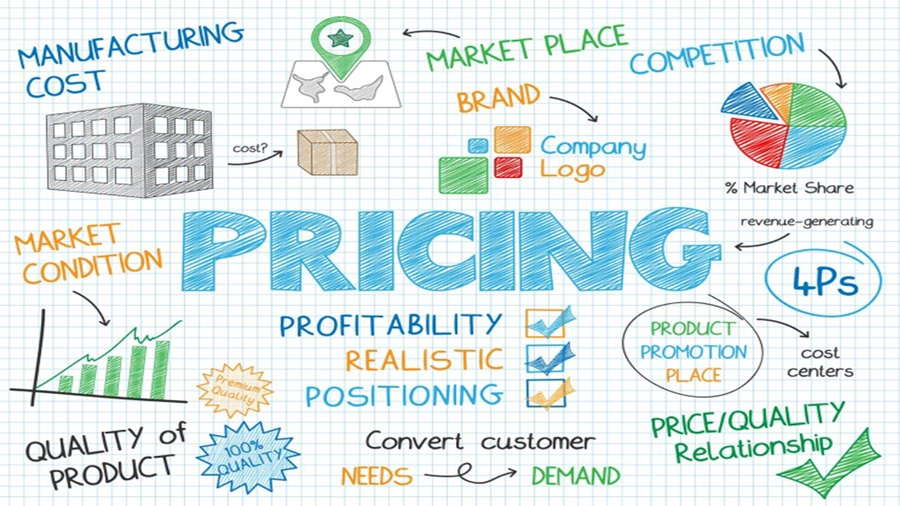 MANUFACTURING
COST
MARKET PLACE
COMPETITION
BRAND
cost?
Company
Logo
% Market Share
PRICING
revenue-generating
4Ps
MARKET
CONDITION
PROFITABILITY
REALISTIC
POSITIONING
PRODUCT
PROMOTION
PLACE
cost
centers
Premium
Quality
QUALITY of
PRODUCT
100%
QUALITY
Convert customer
NEEDS DEMAND
PRICE/QUALITY
Relationship